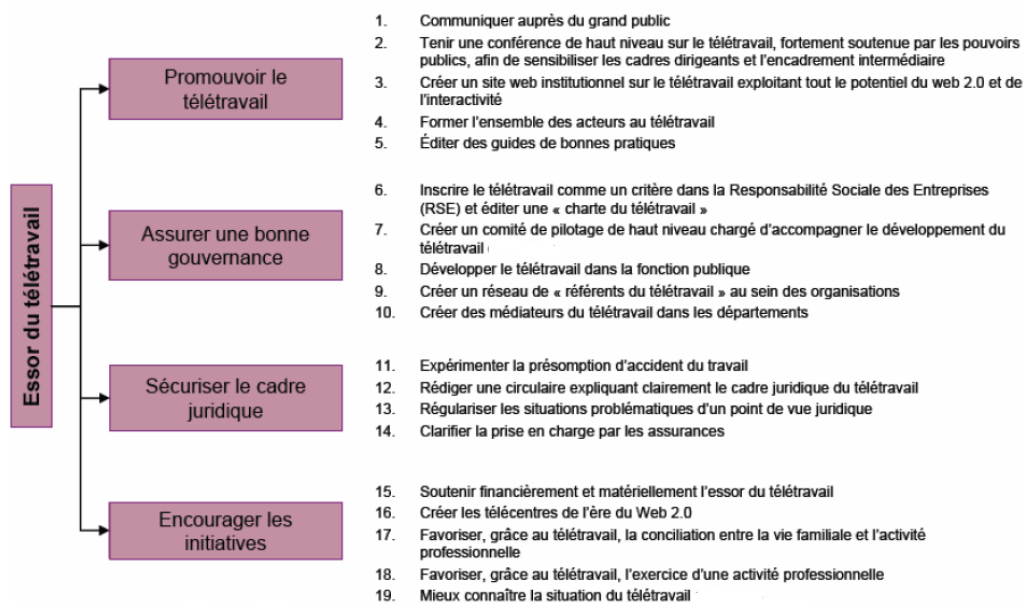 Essor du télétravail
Promouvoir le
télétravail
1. Communiquer auprès du grand public
2. Tenir une conférence de haut niveau sur le télétravail, fortement soutenue par les pouvoirs
publics, afin de sensibiliser les cadres dirigeants et l'encadrement intermédiaire
3. Créer un site web institutionnel sur le télétravail exploitant tout le potentiel du web 2.0 et de
l'interactivité
4. Former l'ensemble des acteurs au télétravail
5. Éditer des guides de bonnes pratiques
Assurer une bonne
gouvernance
6. Inscrire le télétravail comme un critère dans la Responsabilité Sociale des Entreprises
(RSE) et éditer une « charte du télétravail »
7. Créer un comité de pilotage de haut niveau chargé d'accompagner le développement du
télétravail
8. Développer le télétravail dans la fonction publique
9. Créer un réseau de « référents du télétravail » au sein des organisations
10. Créer des médiateurs du télétravail dans les départements
Sécuriser le cadre
juridique
11. Expérimenter la présomption d'accident du travail
12. Rédiger une circulaire expliquant clairement le cadre juridique du télétravail
13. Régulariser les situations problématiques d'un point de vue juridique
14. Clarifier la prise en charge par les assurances
Encourager les
initiatives
15. Soutenir financièrement et matériellement l'essor du télétravail
16. Créer les télécentres de l'ère du Web 2.0
17. Favoriser, grâce au télétravail, la conciliation entre la vie familiale et l'activité
professionnelle
18. Favoriser, grâce au télétravail, l'exercice d'une activité professionnelle
19. Mieux connaître la situation du télétravail